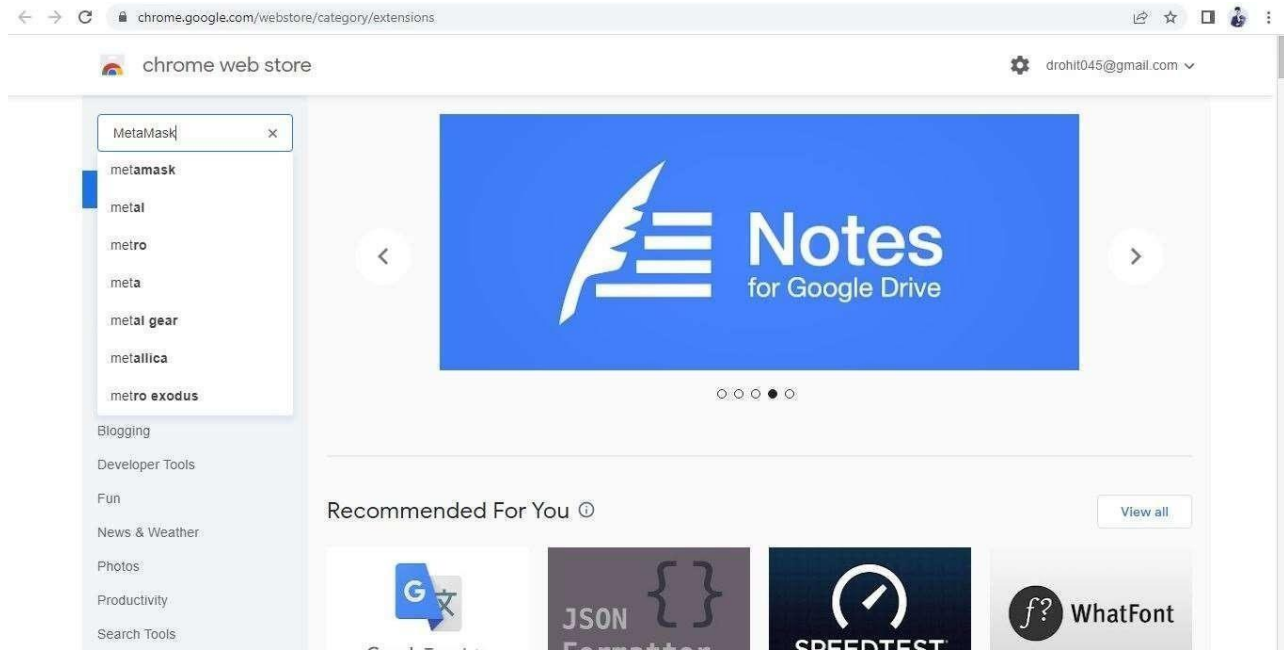 chrome.google.com/webstore/category/extensions
chrome web store
drohit045@gmail.com
MetaMask
metamask
metal
metro
meta
metal gear
metallica
metro exodus
Notes
for Google Drive
Blogging
Developer Tools
Fun
News & Weather
Photos
Productivity
Search Tools
Recommended For You
View all
G
JSON
{ }
Formatter
SPEEDTEST
f?
WhatFont